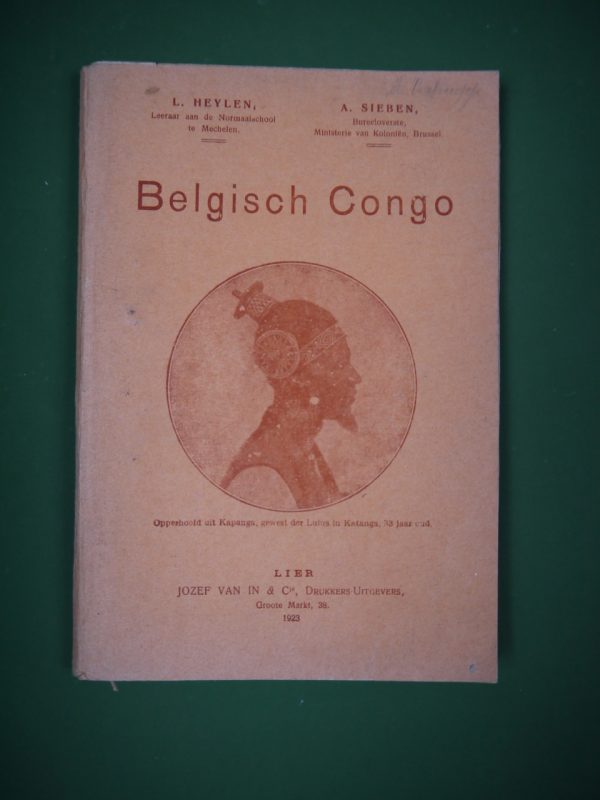 L. HEYLEN,
Leeraar aan de Normaalschool
te Mechelen.
A. SIEBEN,
Bureeloverste,
Ministerie van Koloniën, Brussel.
Belgisch Congo
Opperhoofd uit Kapanga, gewest der Lulus in Katanga, 33 jaar oud.
LIER
JOZEF VAN IN & Cie, DRUKKERS-UITGEVERS,
Groote Markt, 38.
1923